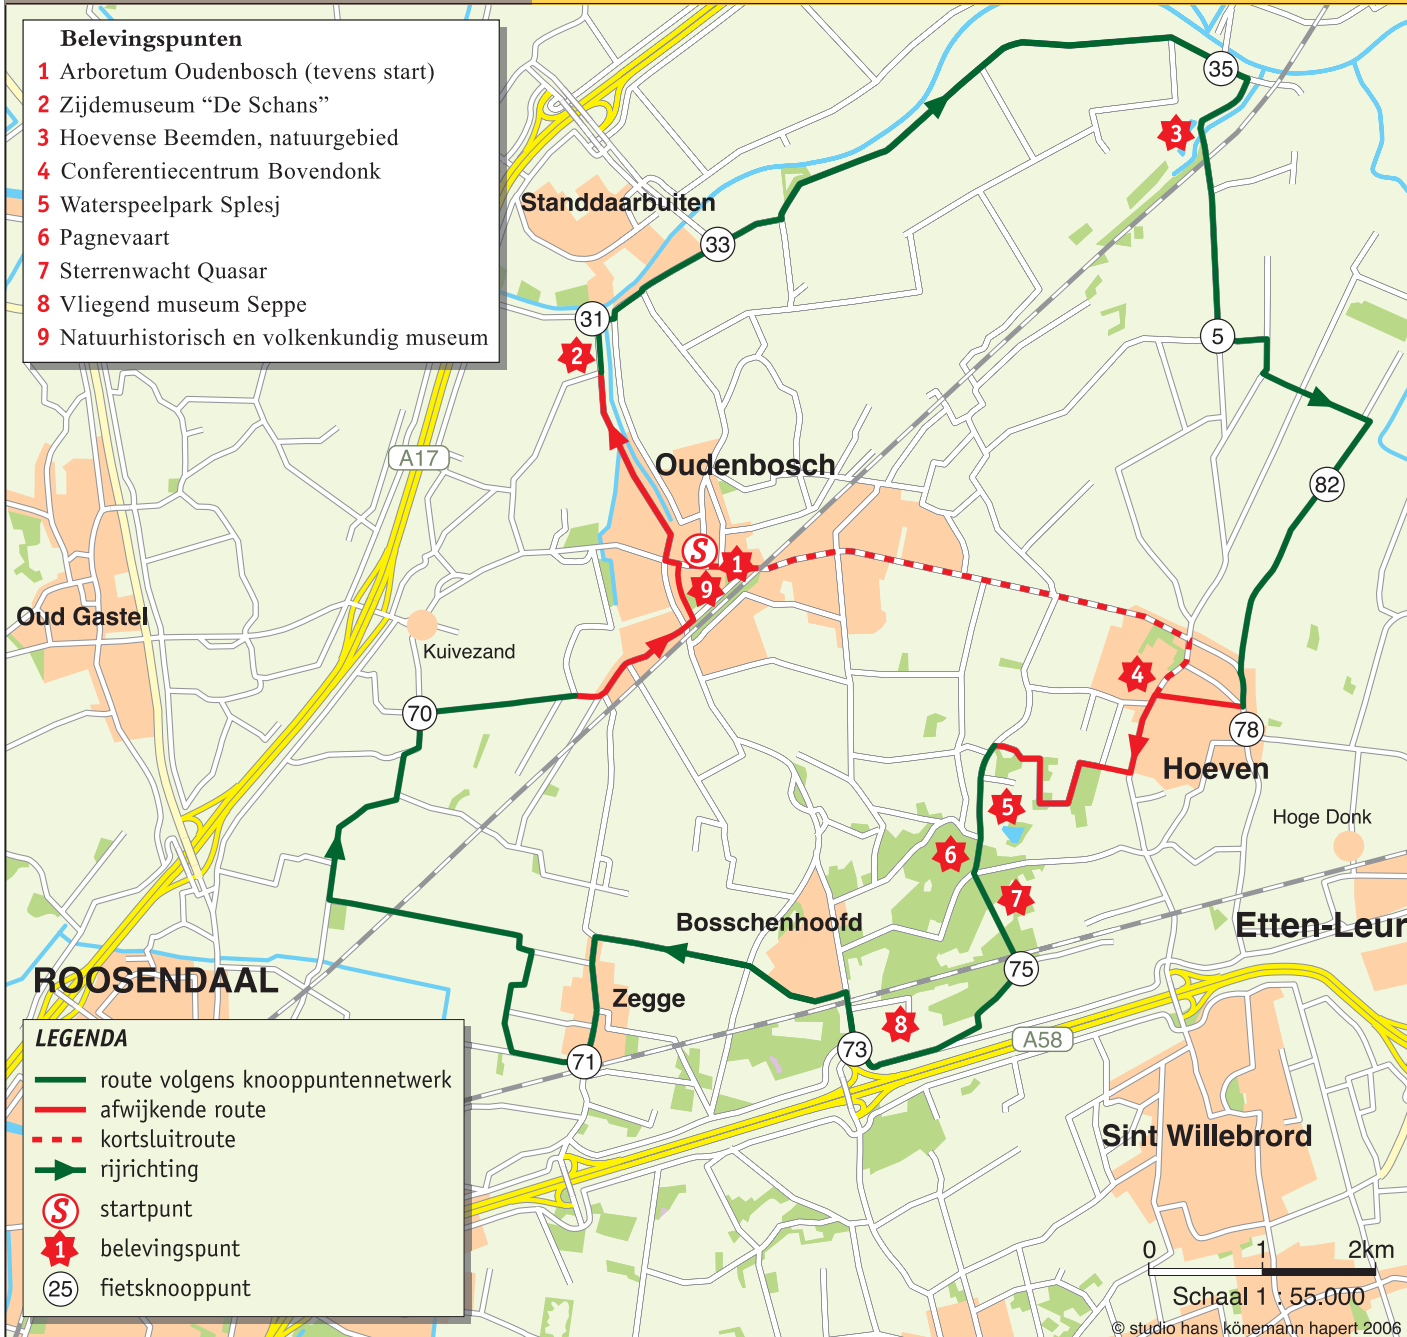 Belevingspunten
1 Arboretum Oudenbosch (tevens start)
2 Zijdemuseum “De Schans”
3 Hoevense Beemden, natuurgebied
4 Conferentiecentrum Bovendonk
5 Waterspeelpark Splesj
6 Pagnevaart
7 Sterrenwacht Quasar
8 Vliegend museum Seppe
9 Natuurhistorisch en volkenkundig museum
35
3
Standdaarbuiten
33
31
2
5
A17
Oudenbosch
82
S
1
9
Oud Gastel
Kuivezand
4
70
78
Hoeven
5
Hoge Donk
6
7
Bosschenhoofd
Etten-Leur
ROOSENDAAL
75
Zegge
8
A58
73
71
Sint Willebrord
LEGENDA
route volgens knooppuntennetwerk
afwijkende route
kortsluitroute
rijrichting
S startpunt
1 belevingspunt
25 fietsknooppunt
0 1 2km
Schaal 1 : 55.000
© studio hans könemann hapert 2006